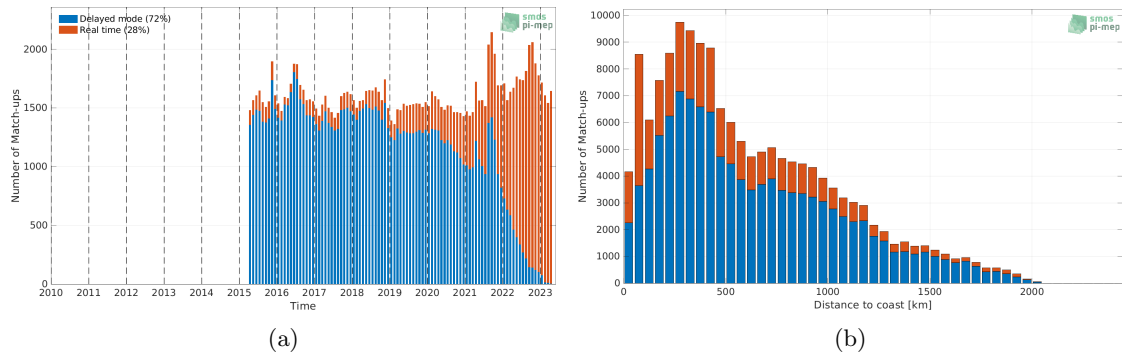 Delayed mode (72%)
Real time (28%)
smos
pi-mep
Number of Match-ups
2000
1500
1000
500
0
2010 2011 2012 2013 2014 2015 2016 2017 2018 2019 2020 2021 2022 2023
Time
(a)
smos
pi-mep
Number of Match-ups
10000
9000
8000
7000
6000
5000
4000
3000
2000
1000
0
0 500 1000 1500 2000
Distance to coast [km]
(b)